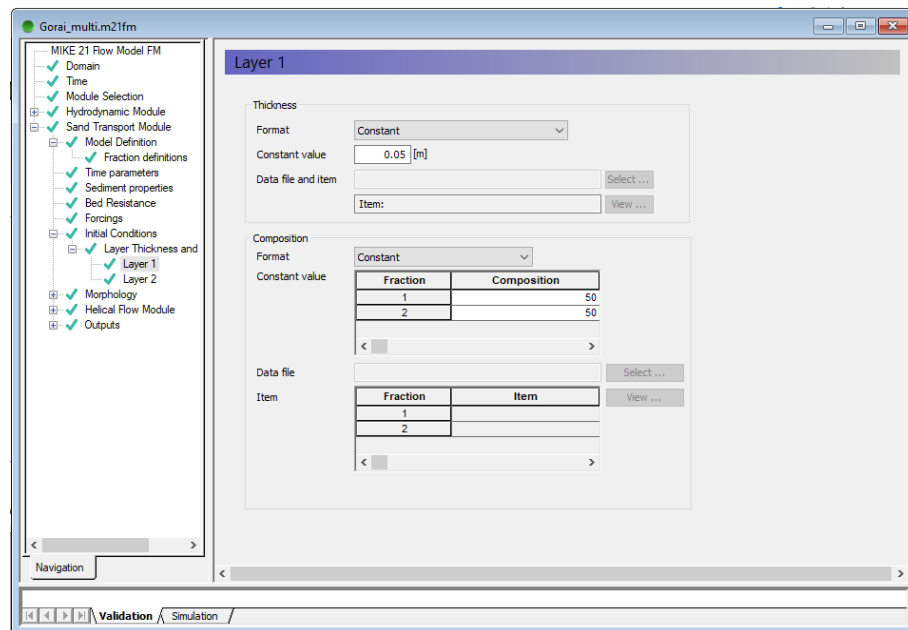 Gorai_multi.m21fm
MIKE 21 Flow Model FM
Domain
Time
Module Selection
Hydrodynamic Module
Sand Transport Module
Model Definition
Fraction definitions
Time parameters
Sediment properties
Bed Resistance
Forcings
Initial Conditions
Layer Thickness and
Layer 1
Layer 2
Morphology
Helical Flow Module
Outputs
Navigation
Layer 1
Thickness
Format Constant
Constant value 0.05 [m]
Data file and item Select ...
Item: View ...
Composition
Format Constant
Constant value Fraction Composition
1 50
2 50
Data file Select ...
Item Fraction Item View ...
1
2
Validation Simulation